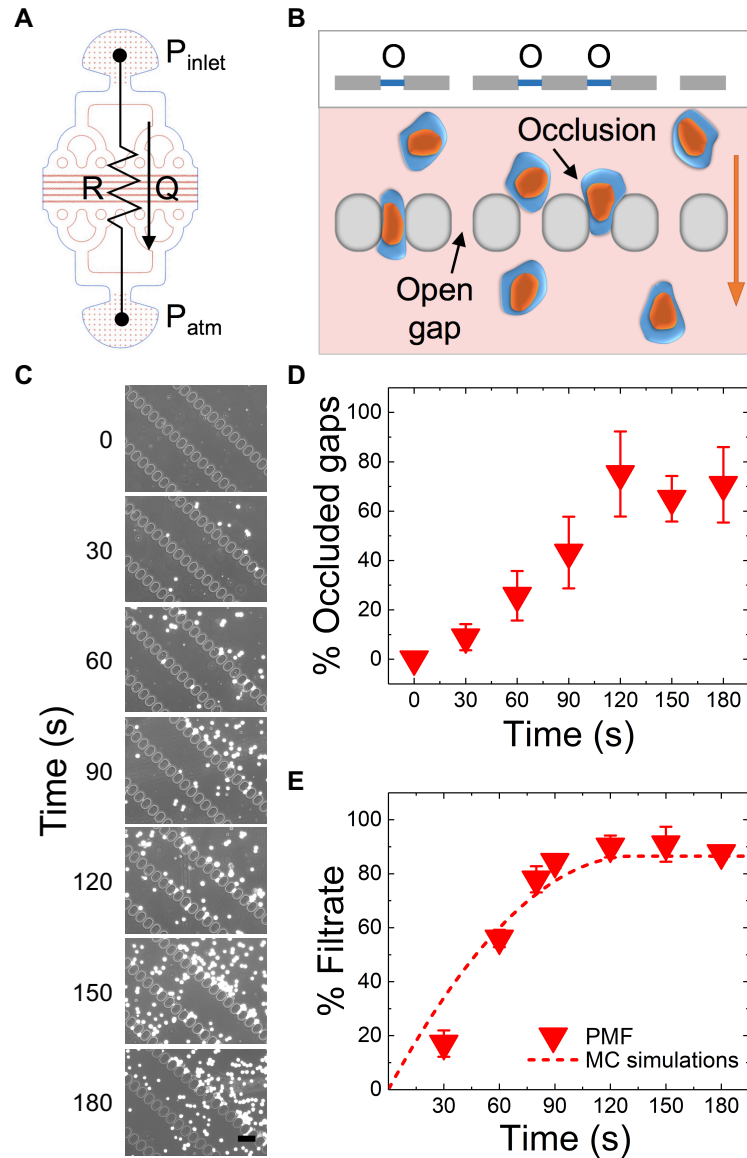 A
P_inlet
R
Q
P_atm
B
O O O
Occlusion
Open
gap
C
Time (s)
0
30
60
90
120
150
180
D
% Occluded gaps
100
80
60
40
20
0
0 30 60 90 120 150 180
Time (s)
E
% Filtrate
100
80
60
40
20
0
PMF
MC simulations
30 60 90 120 150 180
Time (s)